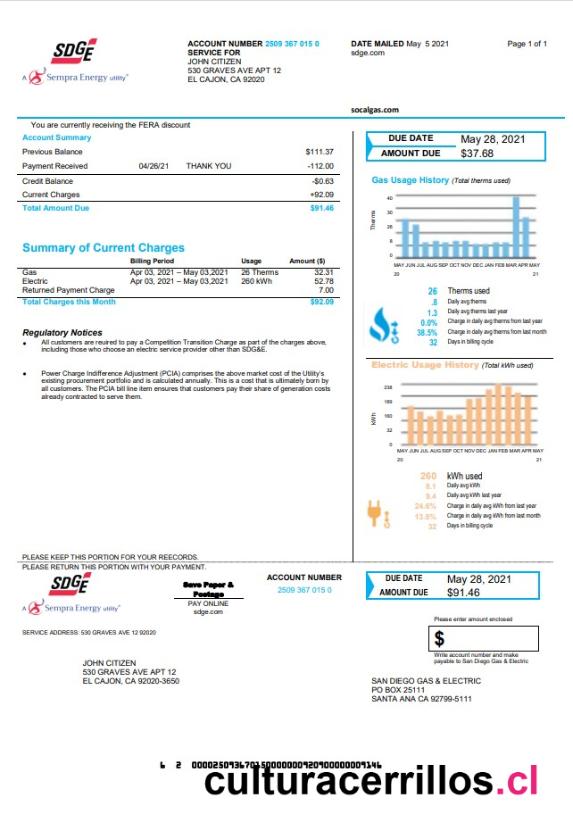 SDGE
A Sempra Energy utility®
ACCOUNT NUMBER 2509 367 015 0
SERVICE FOR
JOHN CITIZEN
530 GRAVES AVE APT 12
EL CAJON, CA 92020
DATE MAILED May 5 2021
sdge.com
Page 1 of 1
socalgas.com
You are currently receiving the FERA discount
Account Summary
Previous Balance $111.37
Payment Received 04/26/21 THANK YOU -112.00
Credit Balance -$0.63
Current Charges +92.09
Total Amount Due $91.46
DUE DATE May 28, 2021
AMOUNT DUE $37.68
Summary of Current Charges
Billing Period Usage Amount ($)
Gas Apr 03, 2021 – May 03,2021 26 Therms 32.31
Electric Apr 03, 2021 – May 03,2021 260 kWh 52.78
Returned Payment Charge 7.00
Total Charges this Month $92.09
Regulatory Notices
• All customers are reuired to pay a Competition Transition Charge as part of the charges above,
including those who choose an electric service provider other than SDG&E.
• Power Charge Indifference Adjustment (PCIA) comprises the above market cost of the Utility's
existing procurement portfolio and is calculated annually. This is a cost that is ultimately born by
all customers. The PCIA bill line item ensures that customers pay their share of generation costs
already contracted to serve them.
Gas Usage History (Total therms used)
Therms
40
30
0
MAY JUN JUL AUG SEP OCT NOV DEC JAN FEB MAR APR MAY
20 21
26 Therms used
.8 Daily avg therms
1.3 Daily avg therms last year
0.0% Charge in daily avg therms from last year
38.5% Charge in daily avg therms from last month
32 Days in billing cycle
Electric Usage History (Total kWh used)
kWh
238
189
160
32
0
MAY JUN JUL AUG SEP OCT NOV DEC JAN FEB MAR APR MAY
20 21
260 kWh used
8.1 Daily avg kWh
9.4 Daily avg kWh last year
24.6% Charge in daily avg kWh from last year
13.8% Charge in daily avg kWh from last month
32 Days in billing cycle
PLEASE KEEP THIS PORTION FOR YOUR REECORDS.
PLEASE RETURN THIS PORTION WITH YOUR PAYMENT.
SDGE
A Sempra Energy utility®
Save Paper &
Postage
PAY ONLINE
sdge.com
ACCOUNT NUMBER
2509 367 015 0
DUE DATE May 28, 2021
AMOUNT DUE $91.46
SERVICE ADDRESS: 530 GRAVES AVE 12 92020
Please enter amount enclosed
$
Write account number and make
payable to San Diego Gas & Electric
JOHN CITIZEN
530 GRAVES AVE APT 12
EL CAJON, CA 92020-3650
SAN DIEGO GAS & ELECTRIC
PO BOX 25111
SANTA ANA CA 92799-5111
culturacerrillos.cl